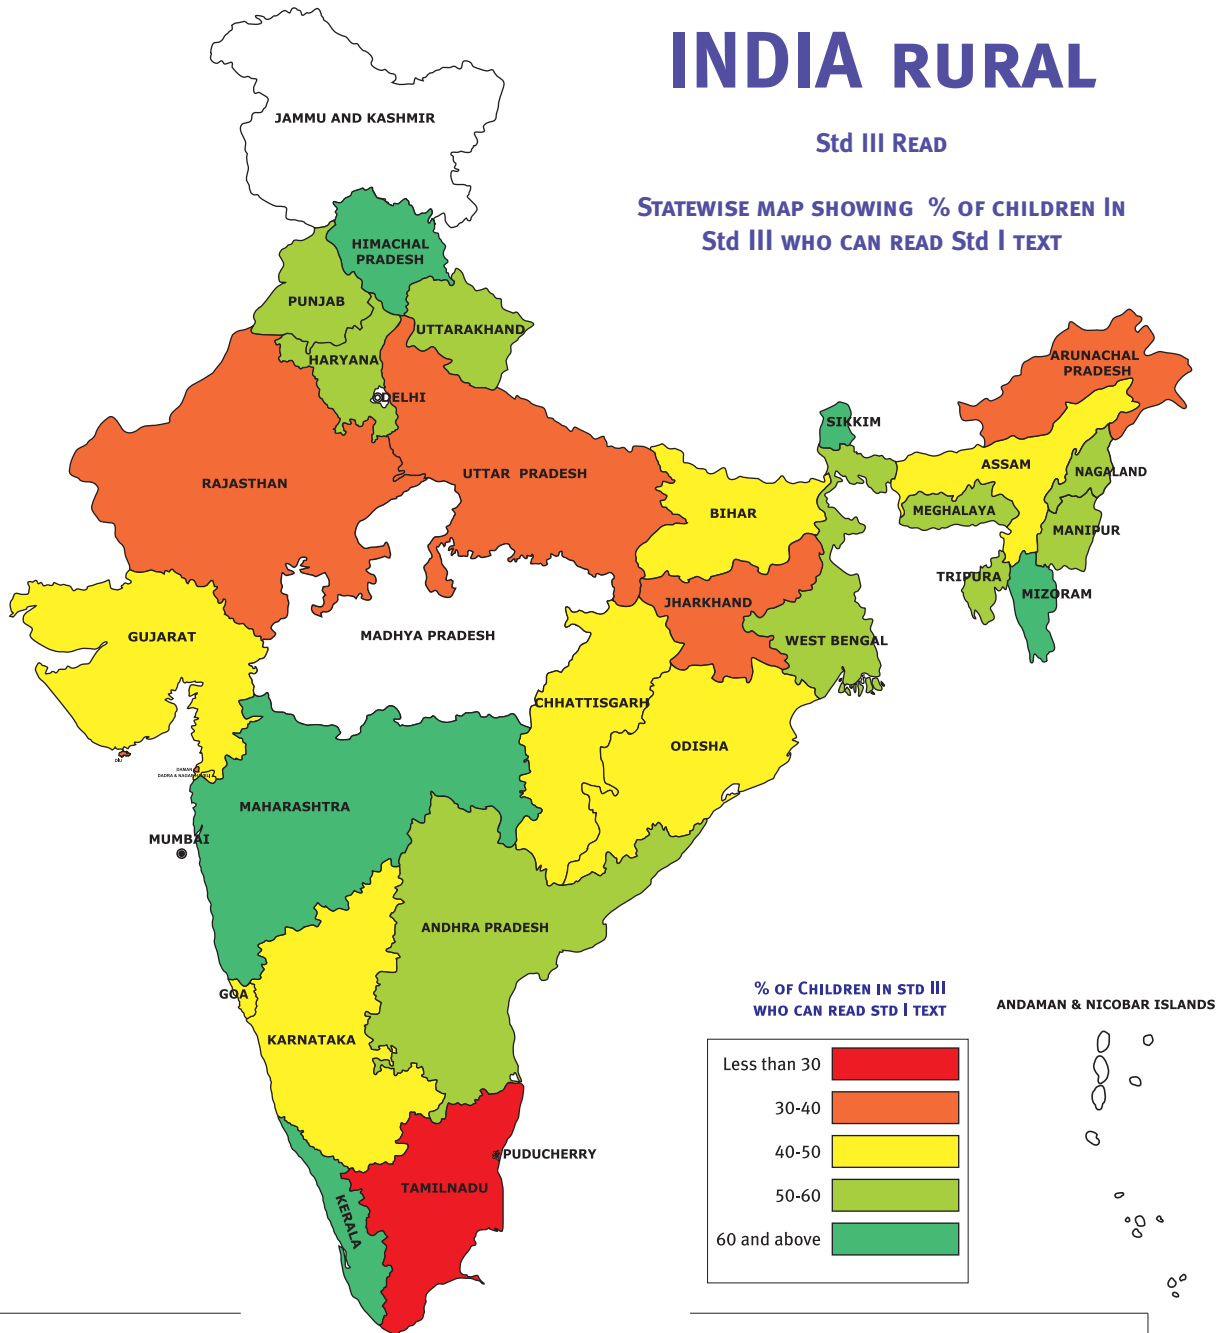 INDIA RURAL
Std III READ
STATEWISE MAP SHOWING % OF CHILDREN IN
Std III WHO CAN READ Std I TEXT
JAMMU AND KASHMIR
HIMACHAL
PRADESH
PUNJAB
UTTARAKHAND
HARYANA
DELHI
ARUNACHAL
PRADESH
SIKKIM
RAJASTHAN
UTTAR PRADESH
ASSAM
NAGALAND
BIHAR
MEGHALAYA
MANIPUR
TRIPURA
MIZORAM
JHARKHAND
GUJARAT
MADHYA PRADESH
WEST BENGAL
CHHATTISGARH
ODISHA
DIU
DAMAN
MAHARASHTRA
MUMBAI
ANDHRA PRADESH
GOA
KARNATAKA
% OF CHILDREN IN STD III
WHO CAN READ STD I TEXT
ANDAMAN & NICOBAR ISLANDS
Less than 30
30-40
40-50
50-60
60 and above
PUDUCHERRY
TAMILNADU
KERALA